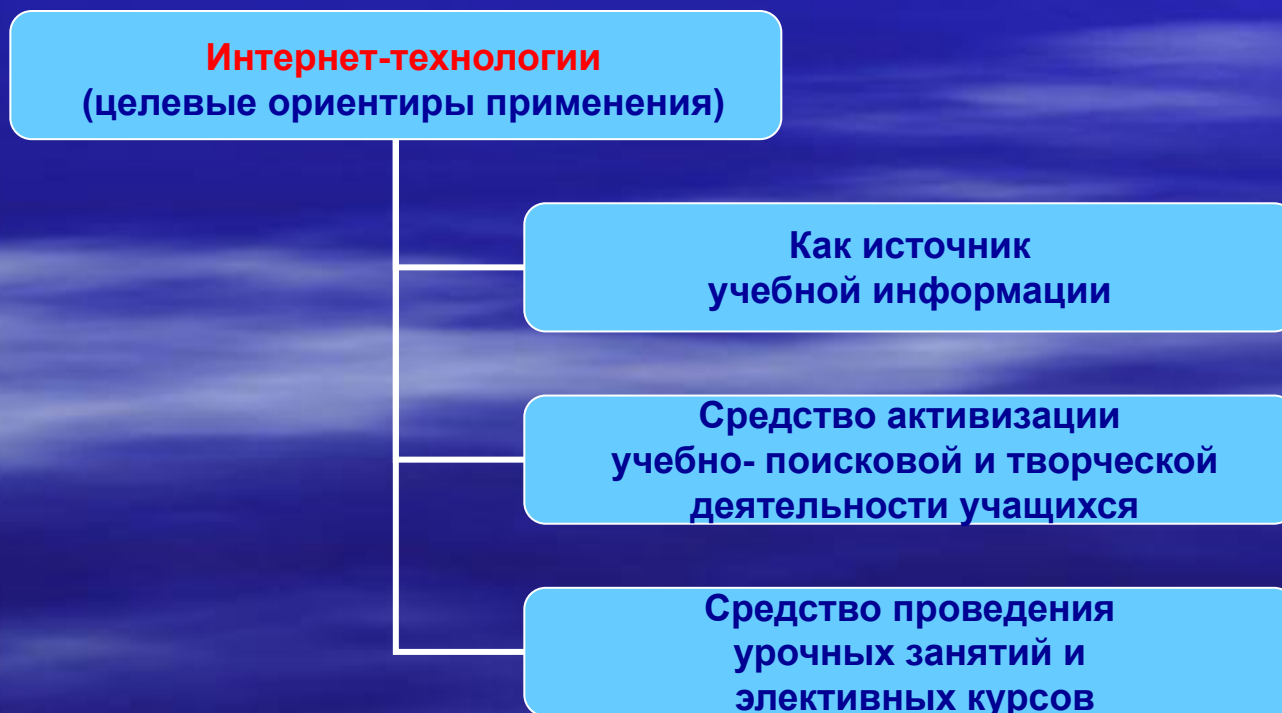 Интернет-технологии
(целевые ориентиры применения)
Как источник
учебной информации
Средство активизации
учебно- поисковой и творческой
деятельности учащихся
Средство проведения
урочных занятий и
элективных курсов